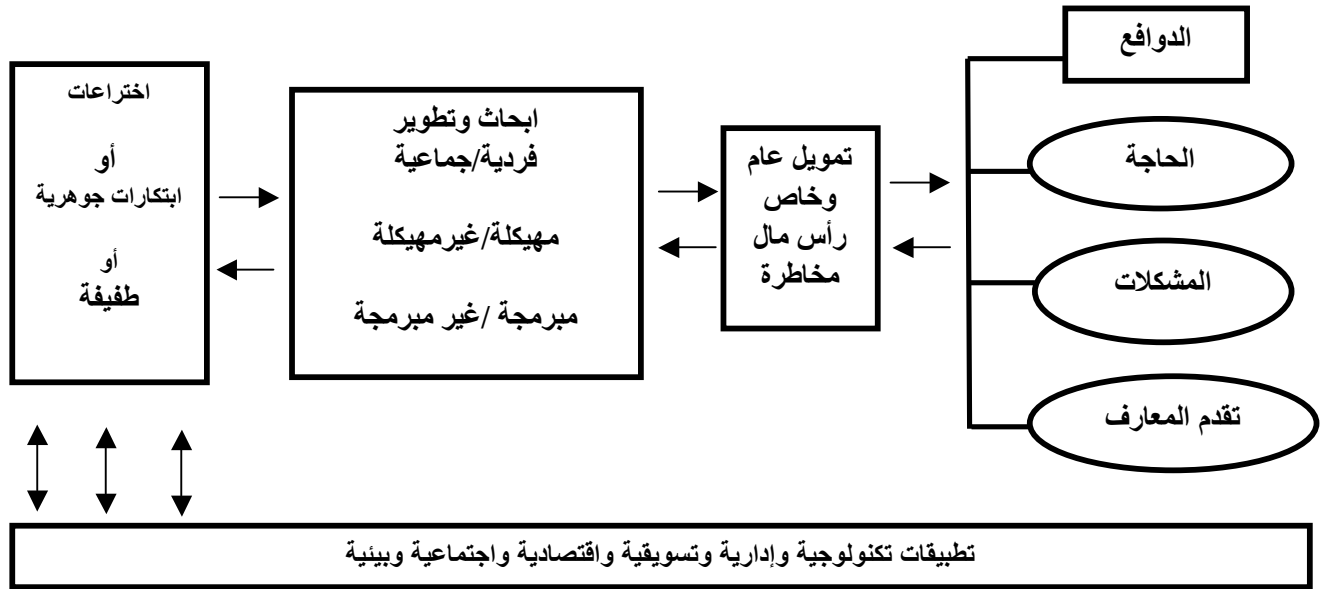 الدوافع
الحاجة
المشكلات
تقدم المعارف
تمويل عام
وخاص
رأس مال
مخاطرة
ابحاث وتطوير
فردية/جماعية
مهيكلة/غيرمهيكلة
مبرمجة /غير مبرمجة
اختراعات
أو
ابتكارات جوهرية
أو
طفيفة
تطبيقات تكنولوجية وإدارية وتسويقية واقتصادية واجتماعية وبيئية